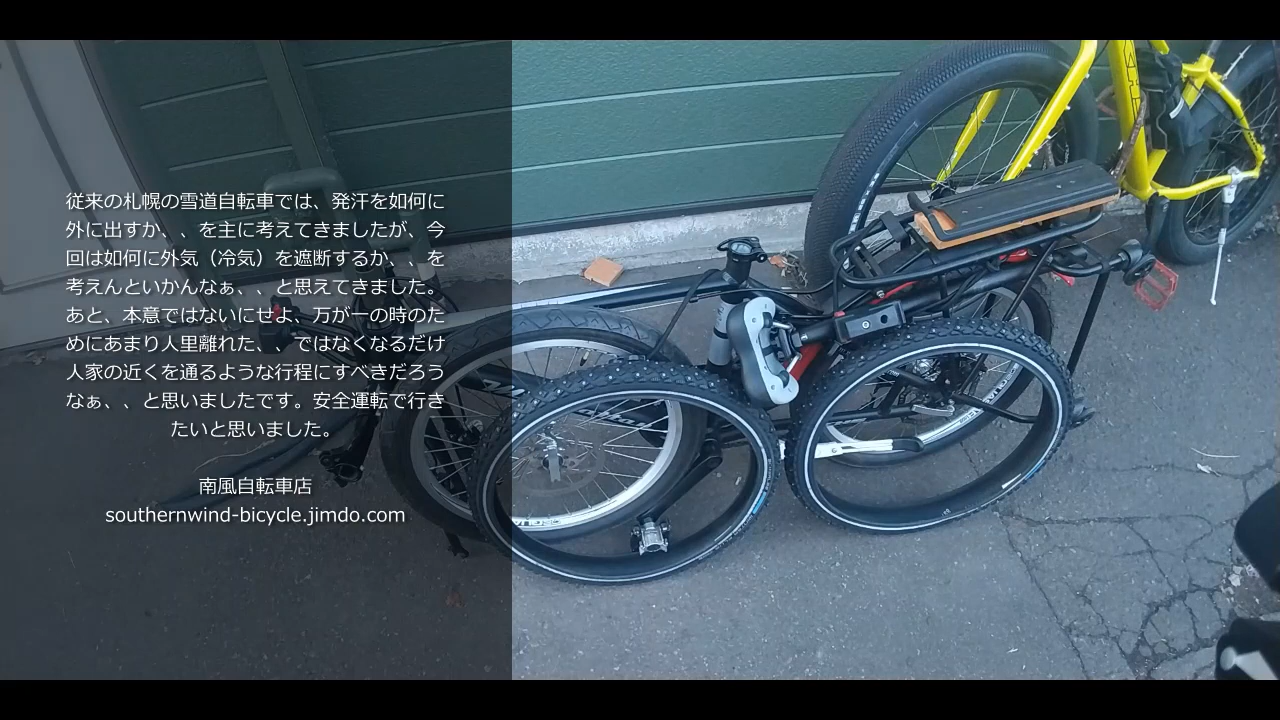 従来の札幌の雪道自転車では、発汗を如何に
外に出すか、、を主に考えてきましたが、今
回は如何に外気（冷気）を遮断するか、、を
考えんといかんなぁ、、と思えてきました。
あと、本意ではないにせよ、万が一の時のた
めにあまり人里離れた、、ではなくなるだけ
人家の近くを通るような行程にすべきだろう
なぁ、、と思いましたです。安全運転で行き
たいと思いました。
南風自転車店
southernwind-bicycle.jimdo.com